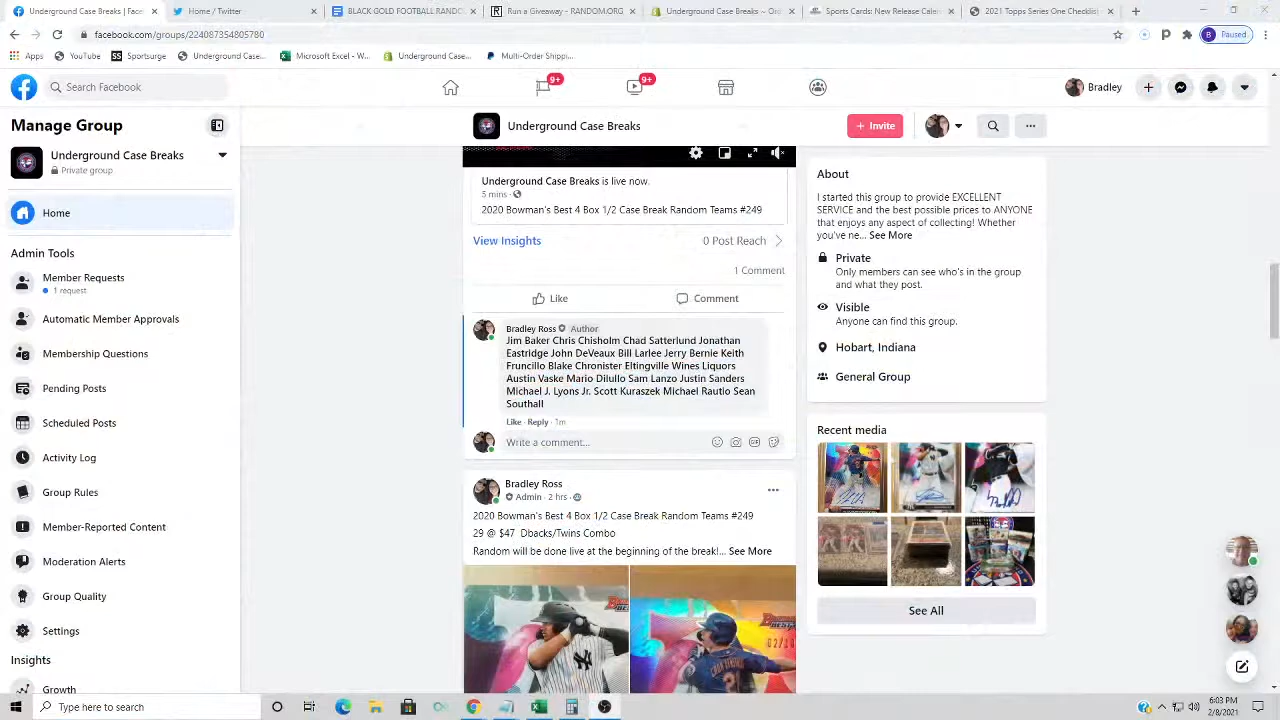 Underground Case Breaks | Faceb
Home / Twitter
BLACK GOLD FOOTBALL RANDO
Run a Giveaway – RANDOM.ORG
Underground Case Breaks ~
Sports Cards: New Release Calen
2021 Topps Series One Checklist
facebook.com/groups/224087354805780
Paused
Apps
YouTube
Sportsurge
Underground Case...
Microsoft Excel - W...
Underground Case...
Multi-Order Shippi...
Search Facebook
9+
9+
Bradley
Manage Group
Underground Case Breaks
Private group
Home
Admin Tools
Member Requests
1 request
Automatic Member Approvals
Membership Questions
Pending Posts
Scheduled Posts
Activity Log
Group Rules
Member-Reported Content
Moderation Alerts
Group Quality
Settings
Insights
Growth
Underground Case Breaks
+ Invite
Underground Case Breaks is live now.
5 mins ·
2020 Bowman's Best 4 Box 1/2 Case Break Random Teams #249
View Insights
0 Post Reach
1 Comment
Like
Comment
Bradley Ross Author
Jim Baker Chris Chisholm Chad Satterlund Jonathan
Eastridge John DeVeaux Bill Larlee Jerry Bernie Keith
Fruncillo Blake Chronister Eltingville Wines Liquors
Austin Vaske Mario Dilullo Sam Lanzo Justin Sanders
Michael J. Lyons Jr. Scott Kuraszek Michael Rautio Sean
Southall
Like · Reply · 1m
Write a comment...
Bradley Ross
Admin · 2 hrs ·
2020 Bowman's Best 4 Box 1/2 Case Break Random Teams #249
29 @ $47 Dbacks/Twins Combo
Random will be done live at the beginning of the break!... See More
About
I started this group to provide EXCELLENT
SERVICE and the best possible prices to ANYONE
that enjoys any aspect of collecting! Whether
you've ne... See More
Private
Only members can see who's in the group
and what they post.
Visible
Anyone can find this group.
Hobart, Indiana
General Group
Recent media
See All
Type here to search
6:03 PM
2/8/2021